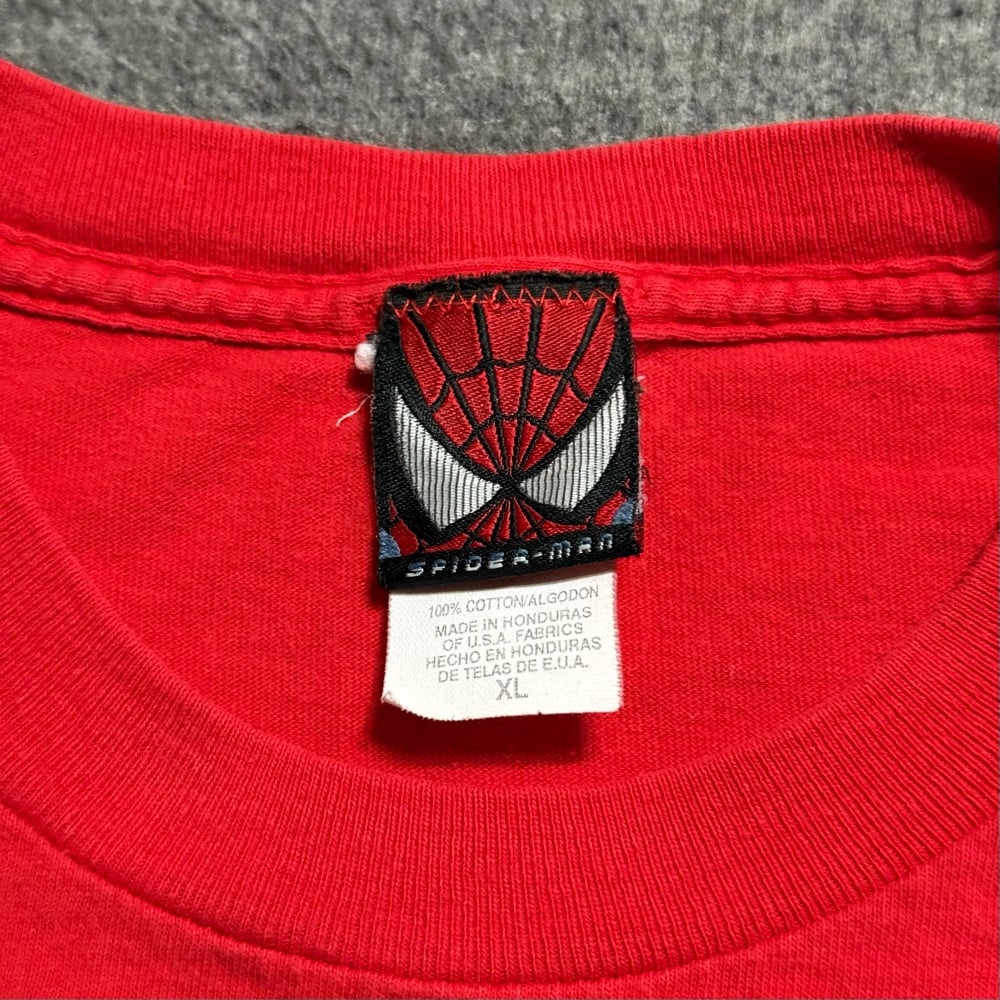 SPIDER-MAN
100% COTTON/ALGODON
MADE IN HONDURAS
OF U.S.A. FABRICS
HECHO EN HONDURAS
DE TELAS DE E.U.A.
XL